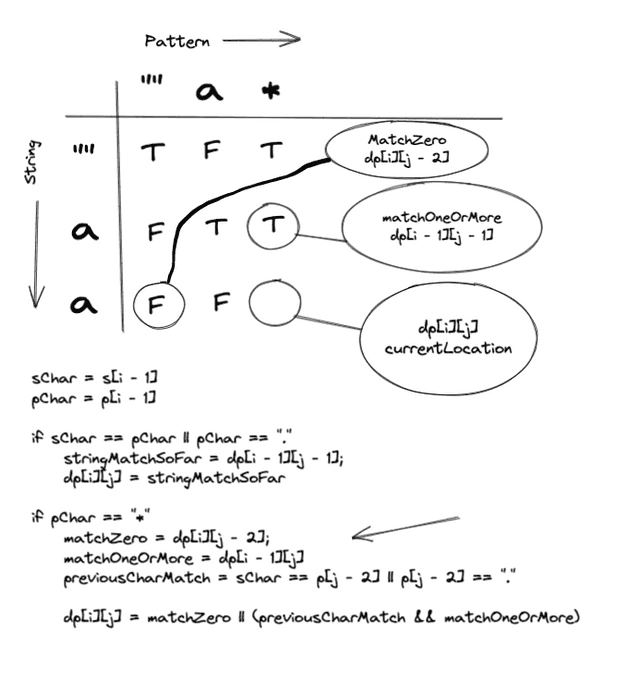 Pattern
"" a *
String
"" T F T
MatchZero
dp[i][j - 2]
a F T T
matchOneOrMore
dp[i - 1][j - 1]
a F F
dp[i][j]
currentLocation
sChar = s[i - 1]
pChar = p[i - 1]
if sChar == pChar || pChar == "."
stringMatchSoFar = dp[i - 1][j - 1];
dp[i][j] = stringMatchSoFar
if pChar == "*"
matchZero = dp[i][j - 2];
matchOneOrMore = dp[i - 1][j]
previousCharMatch = sChar == p[j - 2] || p[j - 2] == "."
dp[i][j] = matchZero || (previousCharMatch && matchOneOrMore)